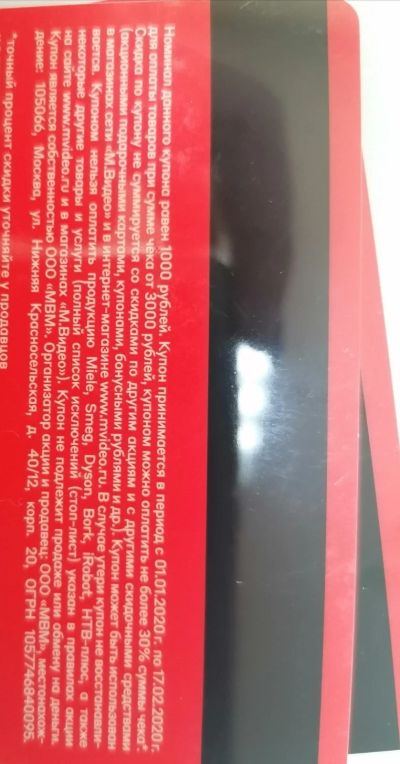 Номинал данного купона равен 1000 рублей. Купон принимается в период с 01.01.2020 г. по 17.02.2020 г.
для оплаты товаров при сумме чека от 3000 рублей, купоном можно оплатить не более 30% суммы чека*.
Скидка по купону не суммируется со скидками по другим акциям и с другими скидочными средствами
(акционными подарочными картами, купонами, бонусными рублями и др.). Купон может быть использован
в магазинах сети «М.Видео» и в интернет-магазине www.mvideo.ru. В случае утери купон не восстанавли-
вается. Купоном нельзя оплатить продукцию Miele, Smeg, Dyson, Bork, iRobot, НТВ-плюс, а также
некоторые другие товары и услуги (полный список исключений (стоп-лист) указан в правилах акции
на сайте www.mvideo.ru и в магазинах «М.Видео»). Купон не подлежит продаже или обмену на деньги.
Купон является собственностью ООО «МВМ», Организатор акции и продавец: ООО «МВМ», местонахож-
дение: 105066, Москва, ул. Нижняя Красносельская, д. 40/12, корп. 20, ОГРН 1057746840095.
*точный процент скидки уточняйте у продавцов